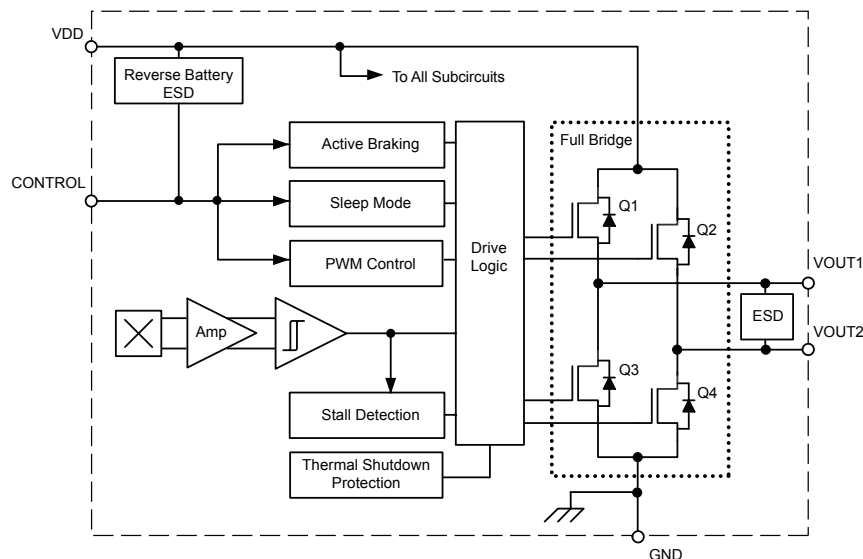 VDD
Reverse Battery
ESD
To All Subcircuits
CONTROL
Active Braking
Sleep Mode
PWM Control
Amp
Stall Detection
Thermal Shutdown
Protection
Drive
Logic
Full Bridge
Q1
Q2
Q3
Q4
VOUT1
ESD
VOUT2
GND